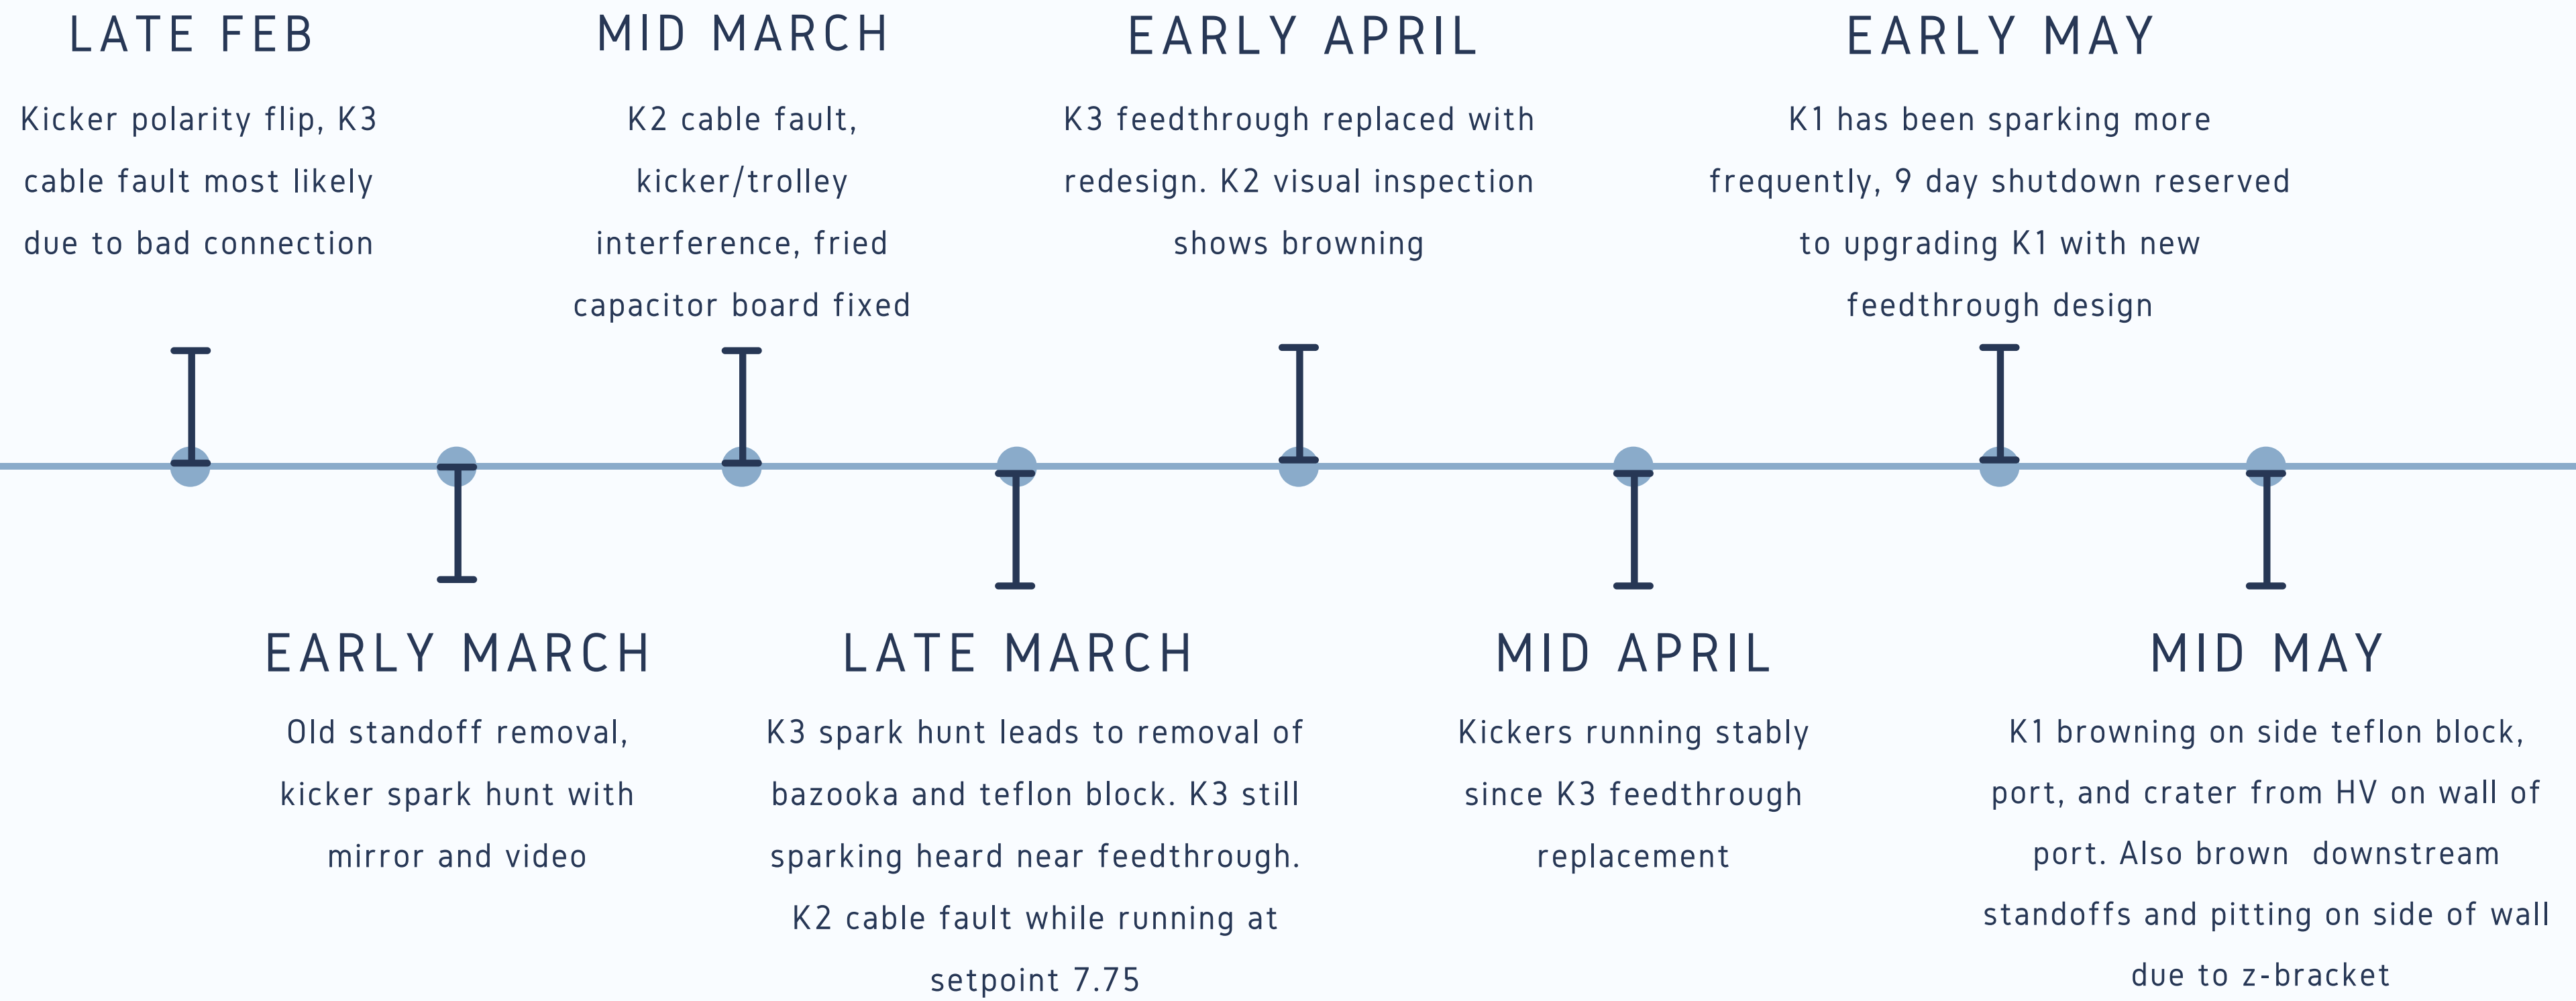 LATE FEB
Kicker polarity flip, K3
cable fault most likely
due to bad connection
EARLY MARCH
Old standoff removal,
kicker spark hunt with
mirror and video
MID MARCH
K2 cable fault,
kicker/trolley
interference, fried
capacitor board fixed
LATE MARCH
K3 spark hunt leads to removal of
bazooka and teflon block. K3 still
sparking heard near feedthrough.
K2 cable fault while running at
setpoint 7.75
EARLY APRIL
K3 feedthrough replaced with
redesign. K2 visual inspection
shows browning
MID APRIL
Kickers running stably
since K3 feedthrough
replacement
EARLY MAY
K1 has been sparking more
frequently, 9 day shutdown reserved
to upgrading K1 with new
feedthrough design
MID MAY
K1 browning on side teflon block,
port, and crater from HV on wall of
port. Also brown  downstream
standoffs and pitting on side of wall
due to z-bracket